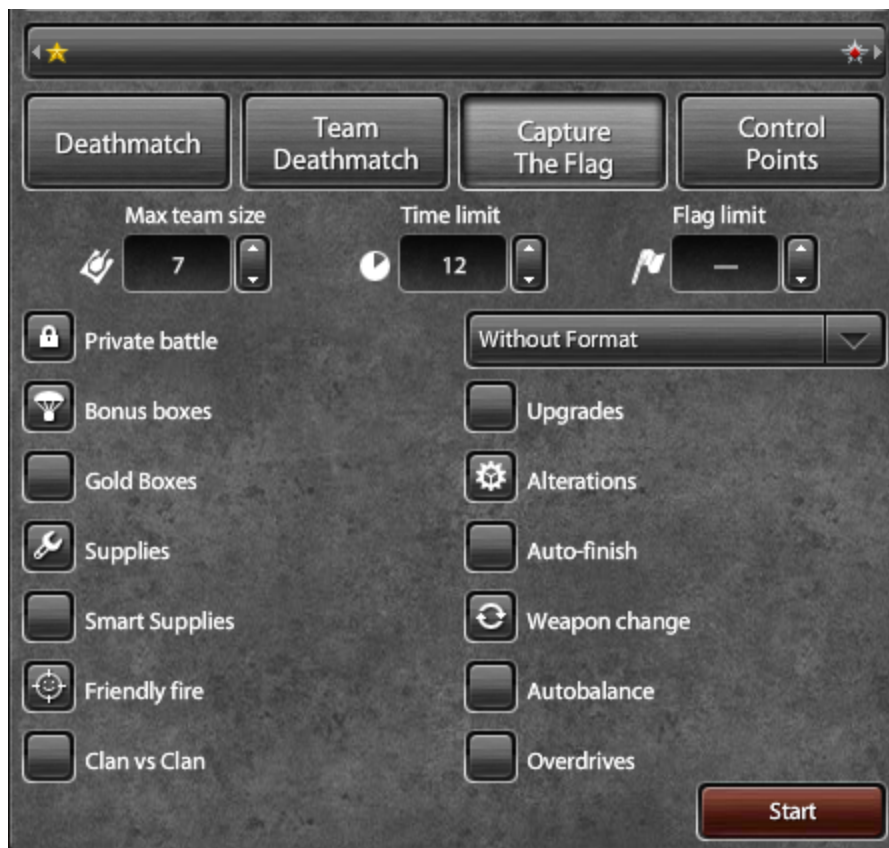 Deathmatch
Team
Deathmatch
Capture
The Flag
Control
Points
Max team size
Time limit
Flag limit
7
12
—
Private battle
Without Format
Bonus boxes
Upgrades
Gold Boxes
Alterations
Supplies
Auto-finish
Smart Supplies
Weapon change
Friendly fire
Autobalance
Clan vs Clan
Overdrives
Start